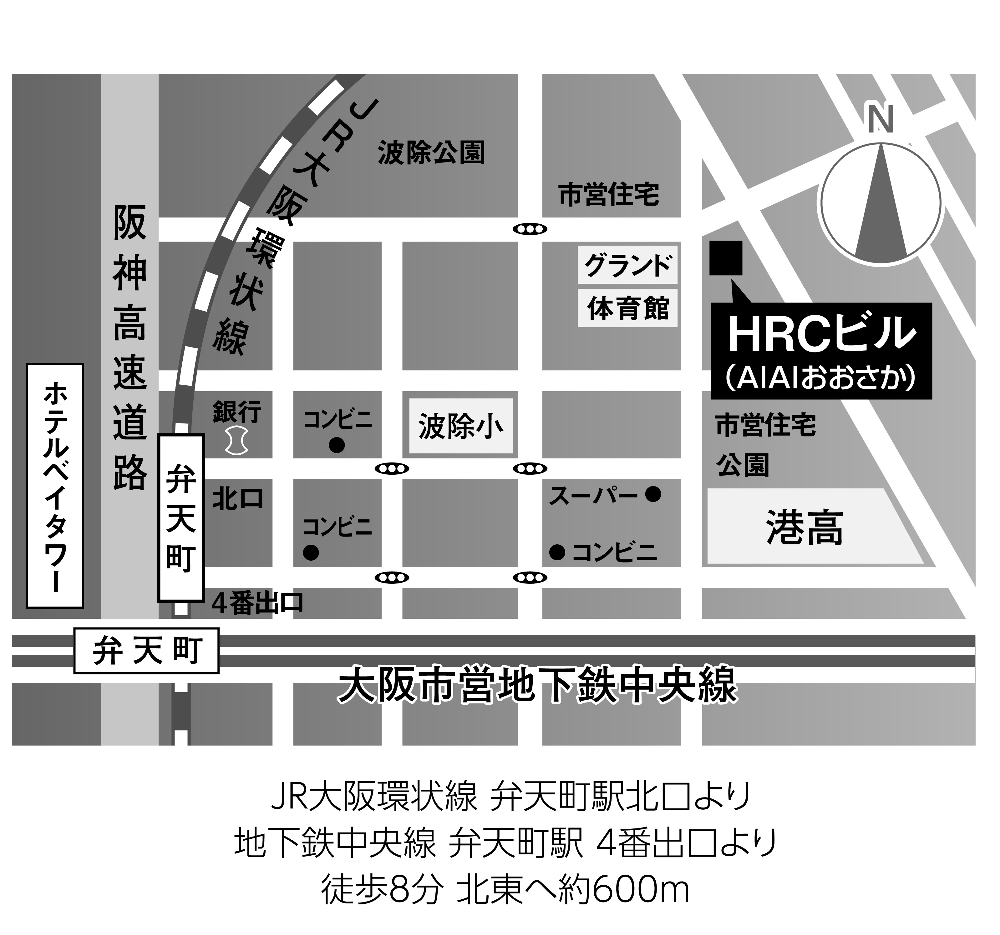 N
JR大阪環状線
波除公園
市営住宅
阪神高速道路
グランド
体育館
HRCビル
(AIAIおおさか)
ホテルベイタワー
銀行
コンビニ
波除小
市営住宅
公園
弁天町
北口
コンビニ
スーパー
コンビニ
港高
4番出口
弁天町
大阪市営地下鉄中央線
JR大阪環状線 弁天町駅北口より
地下鉄中央線 弁天町駅 4番出口より
徒歩8分 北東へ約600m